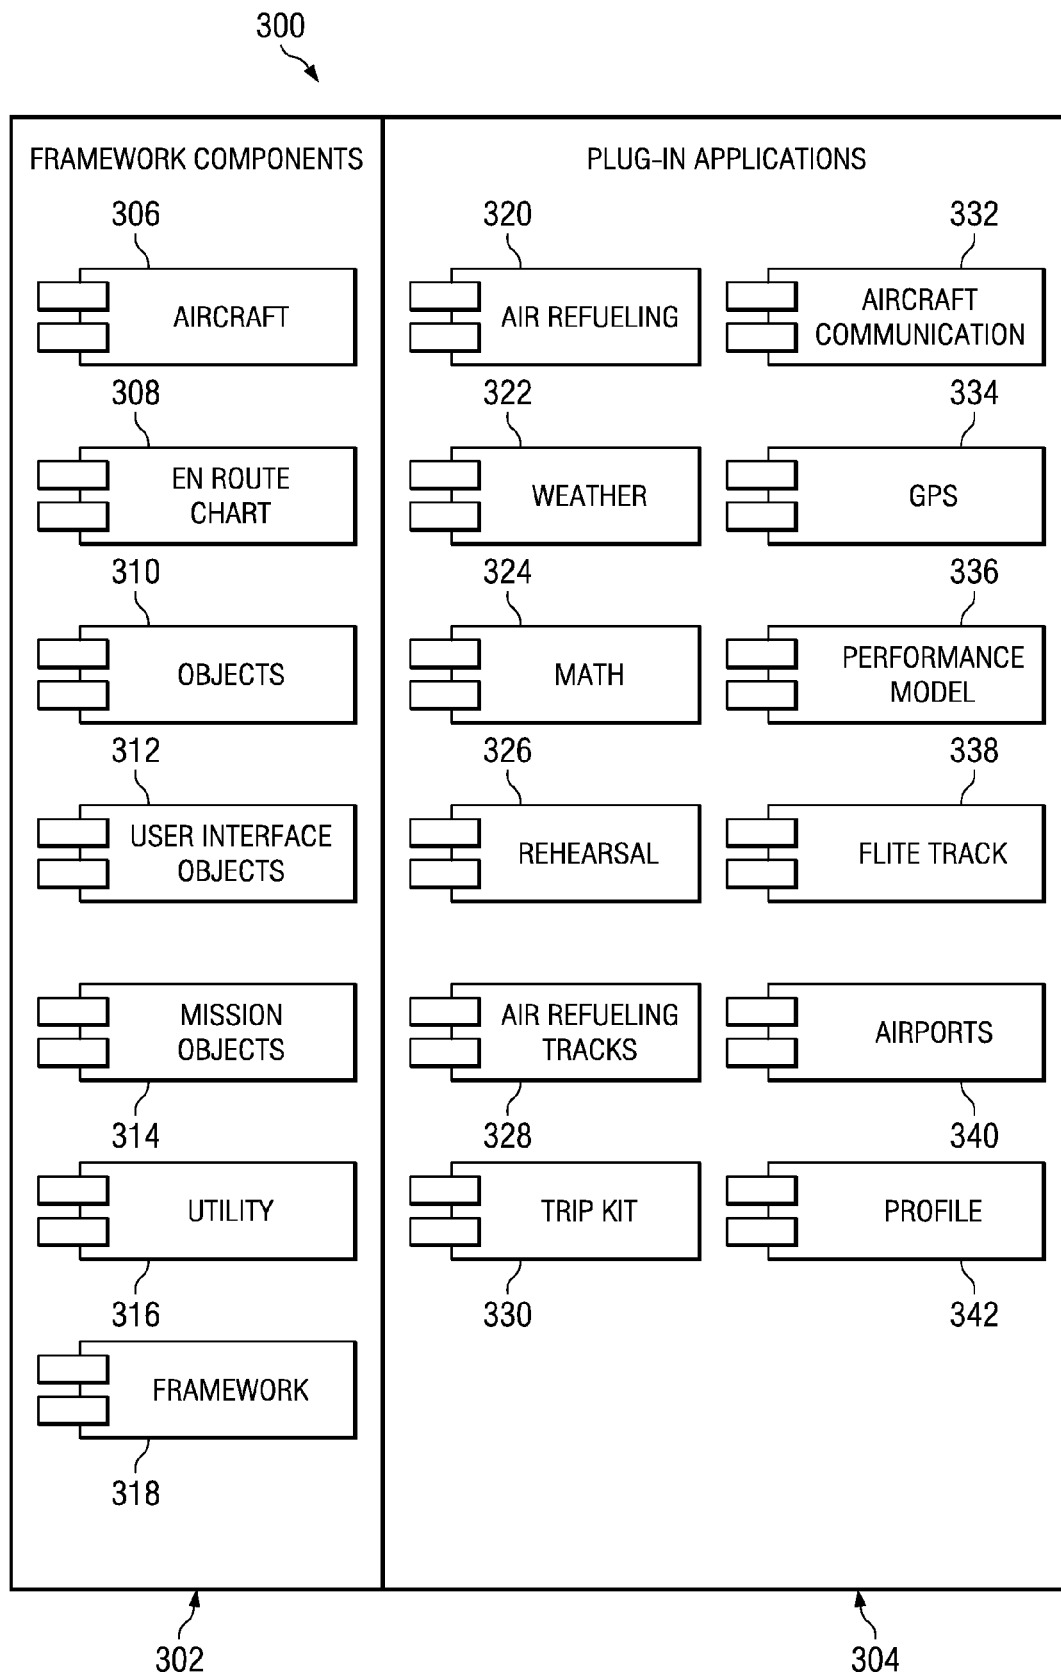 300
FRAMEWORK COMPONENTS
PLUG-IN APPLICATIONS
306
320
332
AIRCRAFT
AIR REFUELING
AIRCRAFT
COMMUNICATION
308
322
334
EN ROUTE
CHART
WEATHER
GPS
310
324
336
OBJECTS
MATH
PERFORMANCE
MODEL
312
326
338
USER INTERFACE
OBJECTS
REHEARSAL
FLITE TRACK
MISSION
OBJECTS
AIR REFUELING
TRACKS
AIRPORTS
314
328
340
UTILITY
TRIP KIT
PROFILE
316
330
342
FRAMEWORK
318
302
304